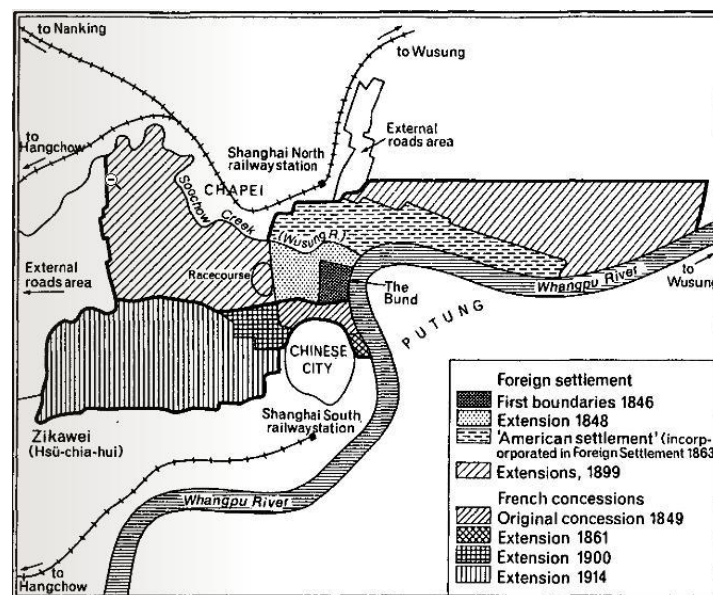 to Nanking
to Wusung
to
Hangchow
External
roads area
Shanghai North
railway station
CHAPEI
Soochow
Creek
(Wusung R.)
External
roads area
Racecourse
The
Bund
Whangpu River
to
Wusung
PUTUNG
CHINESE
CITY
Zikawei
(Hsü-chia-hui)
Shanghai South
railway station
Whangpu River
to
Hangchow
Foreign settlement
First boundaries 1846
Extension 1848
'American settlement' (incorp-
orporated in Foreign Settlement 1863
Extensions, 1899
French concessions
Original concession 1849
Extension 1861
Extension 1900
Extension 1914